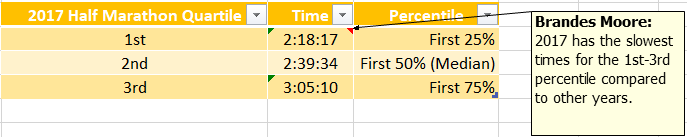 2017 Half Marathon Quartile Time Percentile
1st 2:18:17 First 25%
2nd 2:39:34 First 50% (Median)
3rd 3:05:10 First 75%
Brandes Moore:
2017 has the slowest
times for the 1st-3rd
percentile compared
to other years.